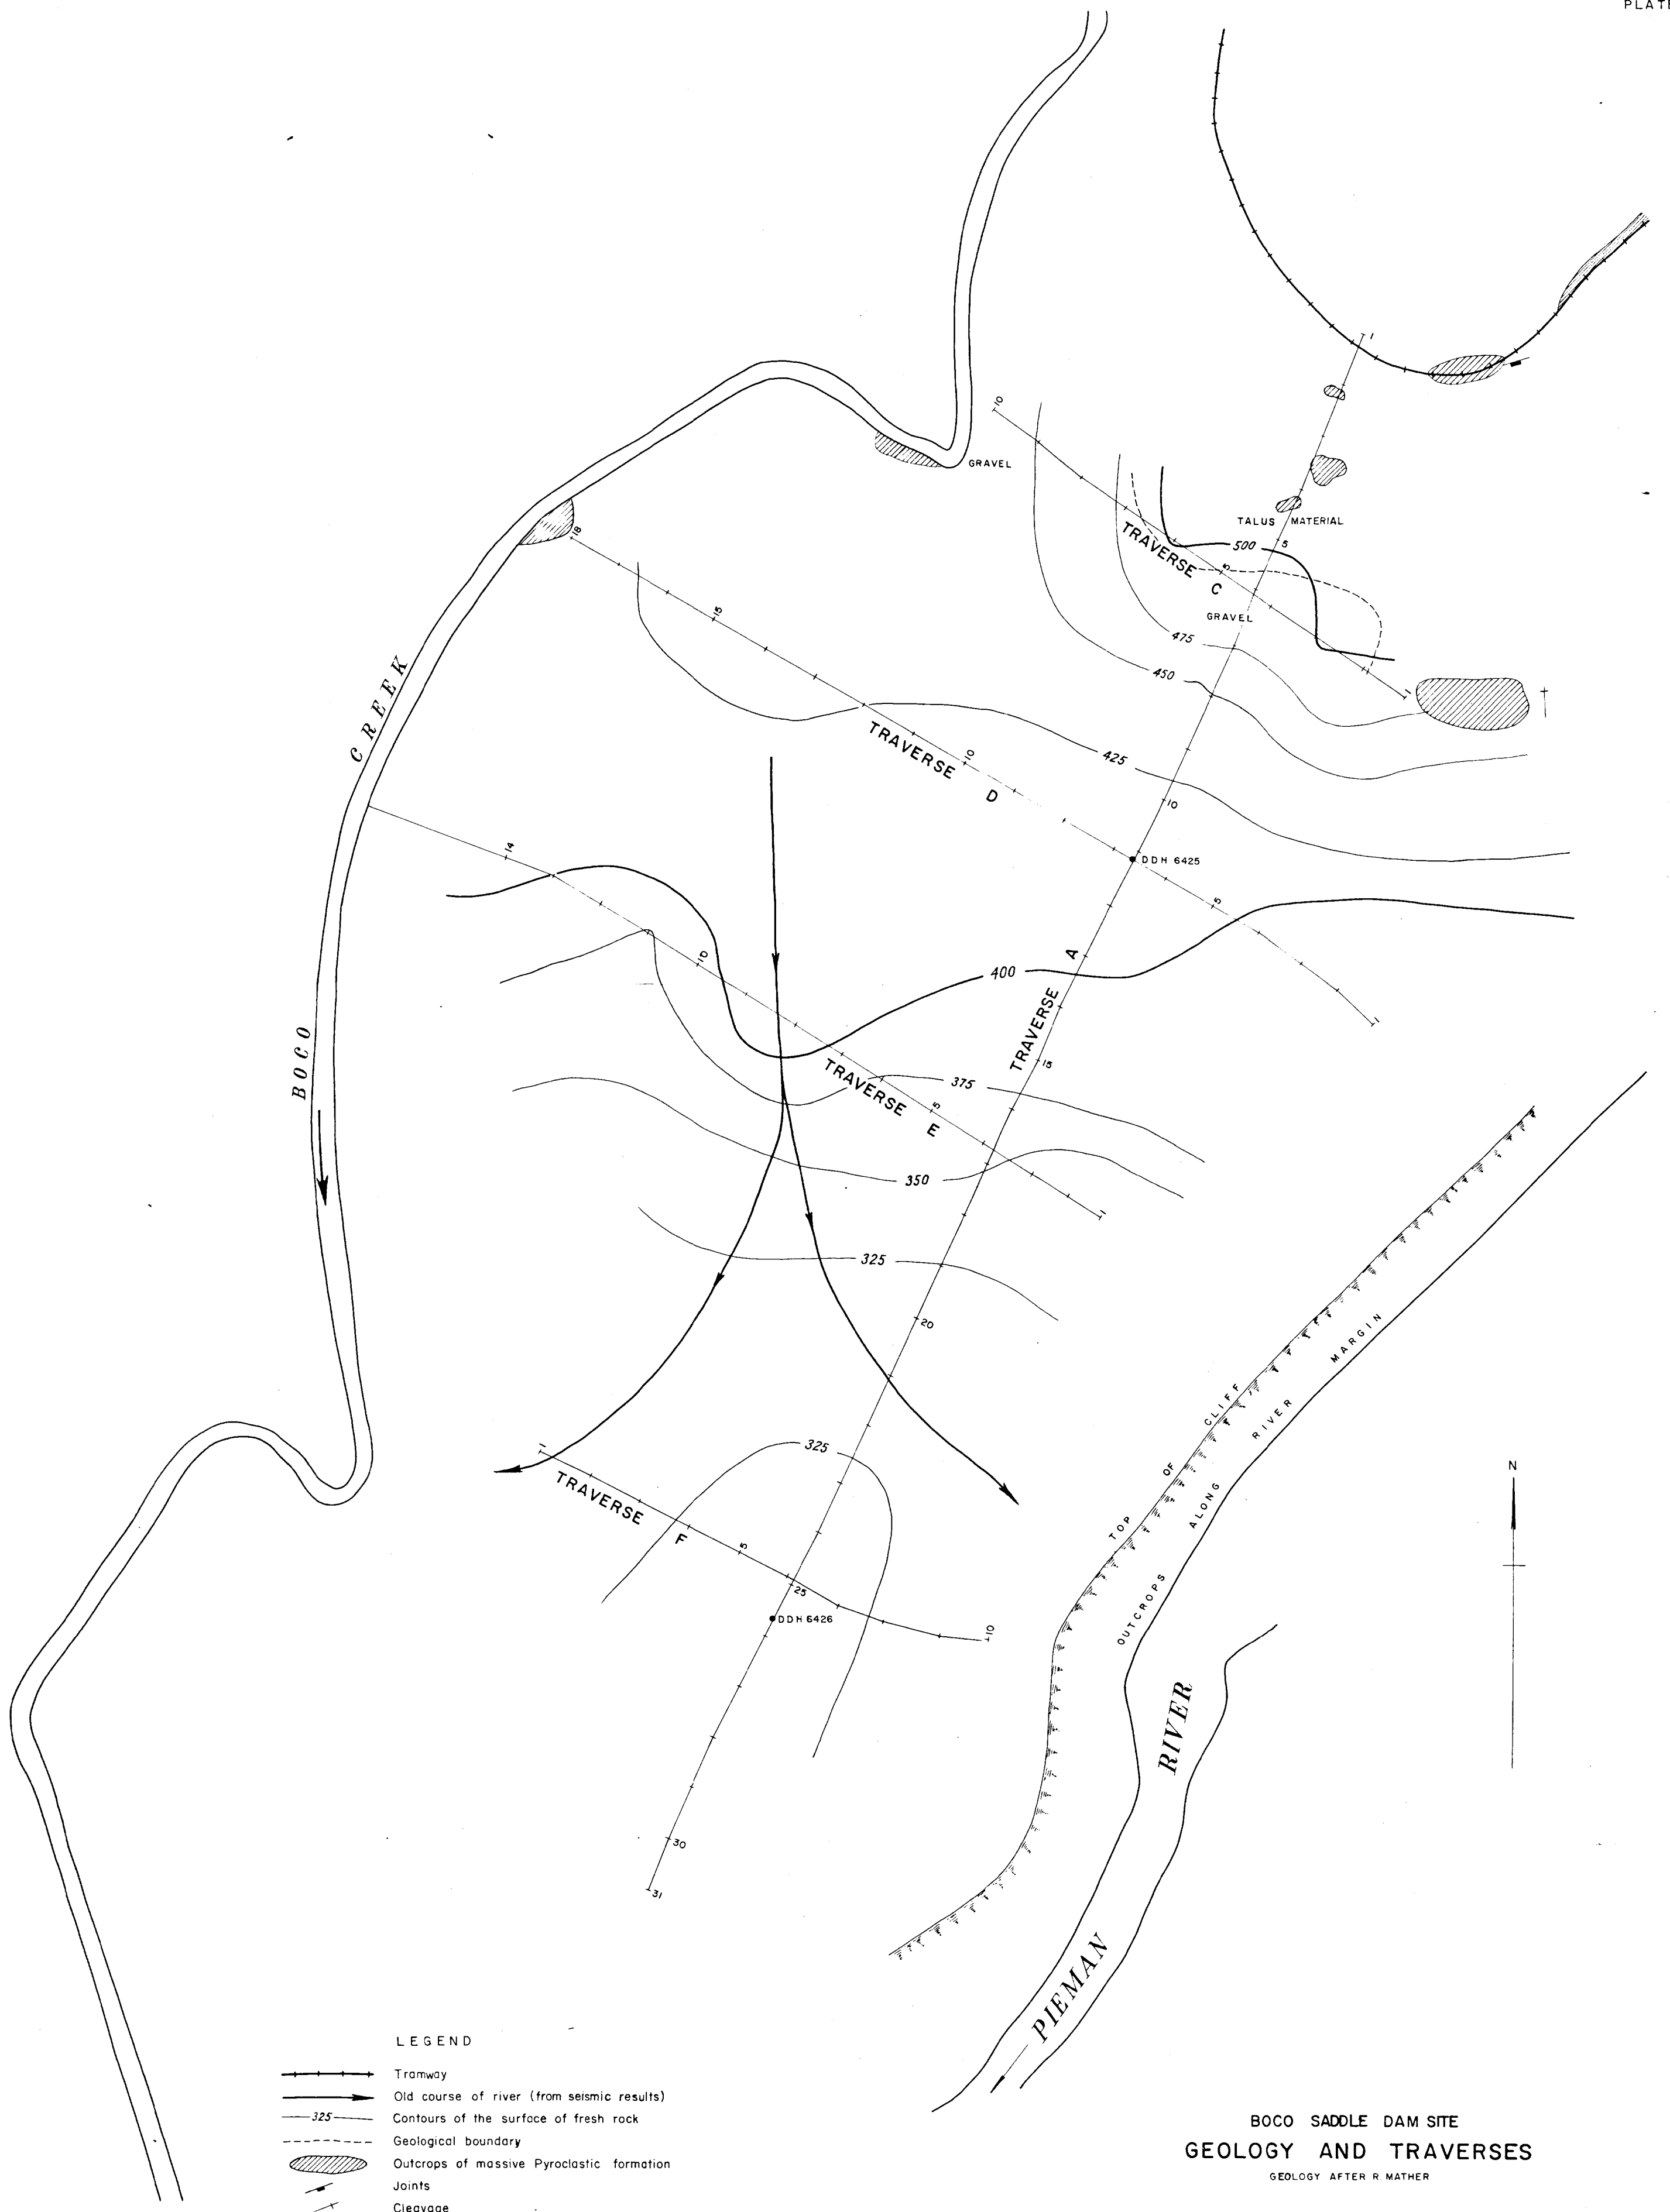 PLATE
10
1
GRAVEL
TALUS MATERIAL
500
5
TRAVERSE C
5
GRAVEL
475
450
1
18
15
CREEK
TRAVERSE D
10
425
10
DDH 6425
5
14
10
A
400
1
TRAVERSE
15
BOCO
375
TRAVERSE E
5
350
1
325
20
TOP OF CLIFF
OUTCROPS ALONG RIVER MARGIN
325
1
TRAVERSE F
5
N
25
DDH 6426
10
RIVER
30
31
PIEMAN
LEGEND
Tramway
Old course of river (from seismic results)
325 Contours of the surface of fresh rock
Geological boundary
Outcrops of massive Pyroclastic formation
Joints
Cleavage
BOCO SADDLE DAM SITE
GEOLOGY AND TRAVERSES
GEOLOGY AFTER R. MATHER